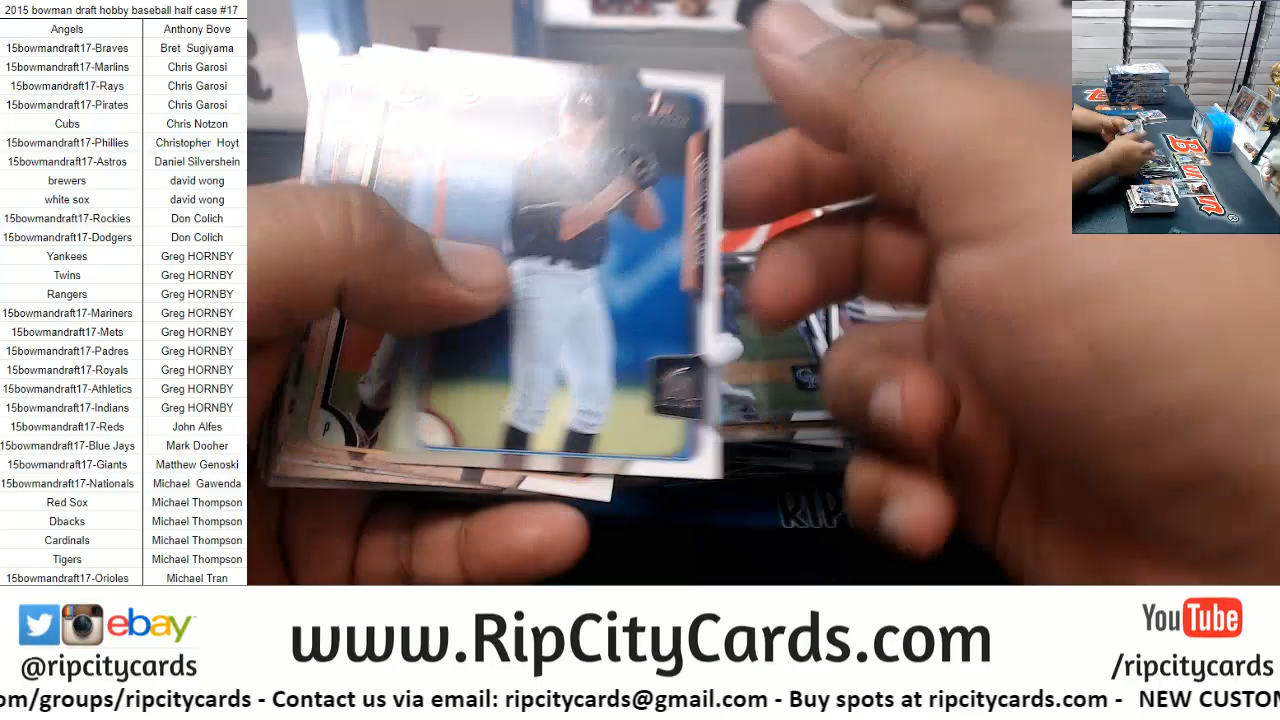 2015 bowman draft hobby baseball half case #17
Angels Anthony Bove
15bowmandraft17-Braves Bret Sugiyama
15bowmandraft17-Marlins Chris Garosi
15bowmandraft17-Rays Chris Garosi
15bowmandraft17-Pirates Chris Garosi
Cubs Chris Notzon
15bowmandraft17-Phillies Christopher Hoyt
15bowmandraft17-Astros Daniel Silvershein
brewers david wong
white sox david wong
15bowmandraft17-Rockies Don Colich
15bowmandraft17-Dodgers Don Colich
Yankees Greg HORNBY
Twins Greg HORNBY
Rangers Greg HORNBY
15bowmandraft17-Mariners Greg HORNBY
15bowmandraft17-Mets Greg HORNBY
15bowmandraft17-Padres Greg HORNBY
15bowmandraft17-Royals Greg HORNBY
15bowmandraft17-Athletics Greg HORNBY
15bowmandraft17-Indians Greg HORNBY
15bowmandraft17-Reds John Alfes
15bowmandraft17-Blue Jays Mark Dooher
15bowmandraft17-Giants Matthew Genoski
15bowmandraft17-Nationals Michael Gawenda
Red Sox Michael Thompson
Dbacks Michael Thompson
Cardinals Michael Thompson
Tigers Michael Thompson
15bowmandraft17-Orioles Michael Tran
P
RIP
ebay
@ripcitycards
www.RipCityCards.com
YouTube
/ripcitycards
om/groups/ripcitycards - Contact us via email: ripcitycards@gmail.com - Buy spots at ripcitycards.com - NEW CUSTON